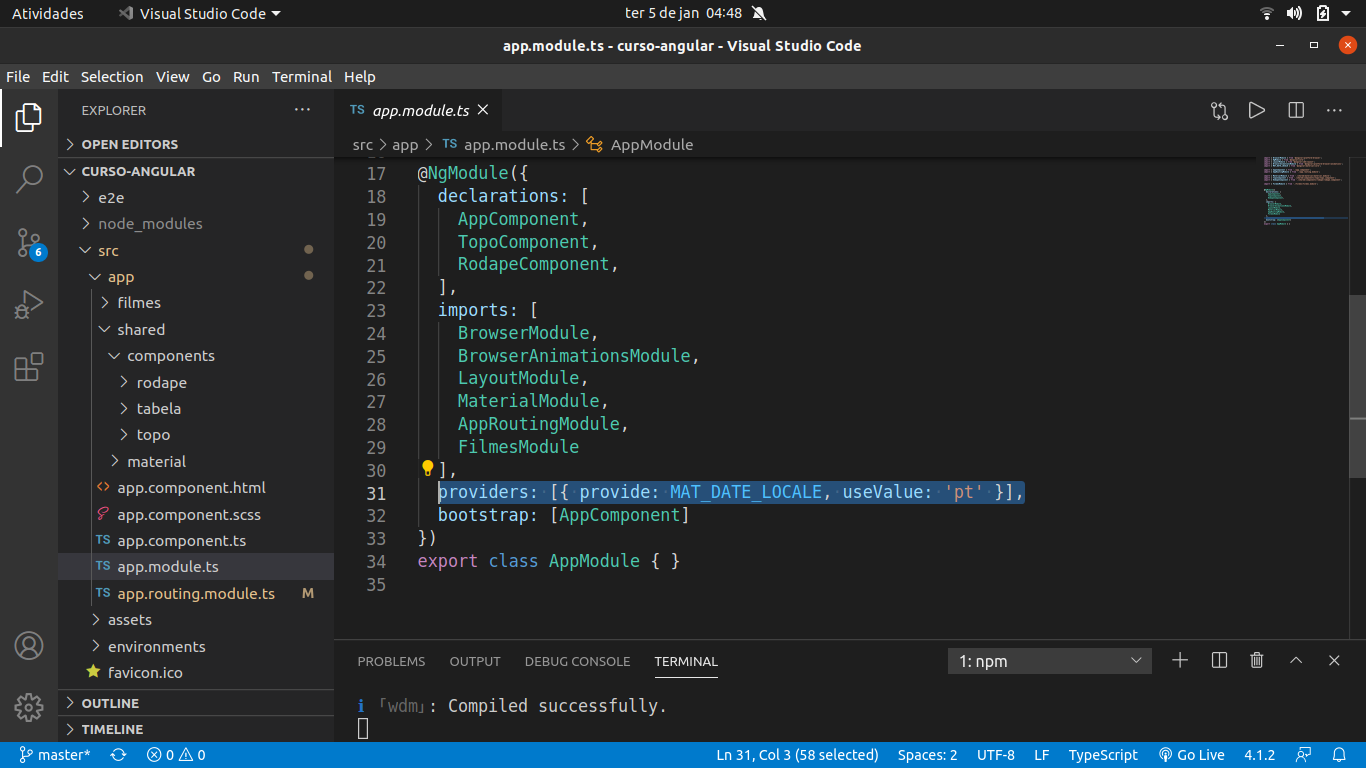 Atividades
Visual Studio Code
ter 5 de jan 04:48
app.module.ts - curso-angular - Visual Studio Code
File Edit Selection View Go Run Terminal Help
EXPLORER
OPEN EDITORS
CURSO-ANGULAR
e2e
node_modules
src
app
filmes
shared
components
rodape
tabela
topo
material
app.component.html
app.component.scss
TS app.component.ts
TS app.module.ts
TS app.routing.module.ts M
assets
environments
favicon.ico
OUTLINE
TIMELINE
6
TS app.module.ts
src > app > TS app.module.ts > AppModule
17 @NgModule({
18 declarations: [
19 AppComponent,
20 TopoComponent,
21 RodapeComponent,
22 ],
23 imports: [
24 BrowserModule,
25 BrowserAnimationsModule,
26 LayoutModule,
27 MaterialModule,
28 AppRoutingModule,
29 FilmesModule
30 ],
31 providers: [{ provide: MAT_DATE_LOCALE, useValue: 'pt' }],
32 bootstrap: [AppComponent]
33 })
34 export class AppModule { }
35
PROBLEMS OUTPUT DEBUG CONSOLE TERMINAL
1: npm
ℹ 「wdm」: Compiled successfully.
master* 0 0 Ln 31, Col 3 (58 selected) Spaces: 2 UTF-8 LF TypeScript Go Live 4.1.2